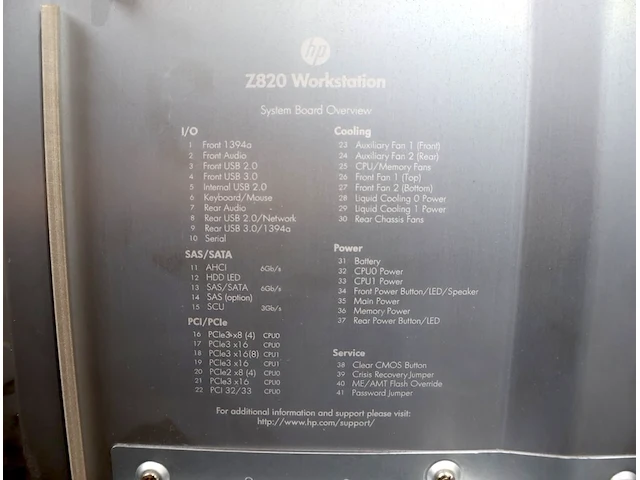 hp
Z820 Workstation
System Board Overview
I/O
1 Front 1394a
2 Front Audio
3 Front USB 2.0
4 Front USB 3.0
5 Internal USB 2.0
6 Keyboard/Mouse
7 Rear Audio
8 Rear USB 2.0/Network
9 Rear USB 3.0/1394a
10 Serial
SAS/SATA
11 AHCI 6Gb/s
12 HDD LED
13 SAS/SATA 6Gb/s
14 SAS (option)
15 SCU 3Gb/s
PCI/PCIe
16 PCIe3 x8 (4) CPU0
17 PCIe3 x16 CPU0
18 PCIe3 x16(8) CPU1
19 PCIe3 x16 CPU1
20 PCIe2 x8 (4) CPU0
21 PCIe3 x16 CPU0
22 PCI 32/33 CPU0
Cooling
23 Auxiliary Fan 1 (Front)
24 Auxiliary Fan 2 (Rear)
25 CPU/Memory Fans
26 Front Fan 1 (Top)
27 Front Fan 2 (Bottom)
28 Liquid Cooling 0 Power
29 Liquid Cooling 1 Power
30 Rear Chassis Fans
Power
31 Battery
32 CPU0 Power
33 CPU1 Power
34 Front Power Button/LED/Speaker
35 Main Power
36 Memory Power
37 Rear Power Button/LED
Service
38 Clear CMOS Button
39 Crisis Recovery Jumper
40 ME/AMT Flash Override
41 Password Jumper
For additional information and support please visit:
http://www.hp.com/support/